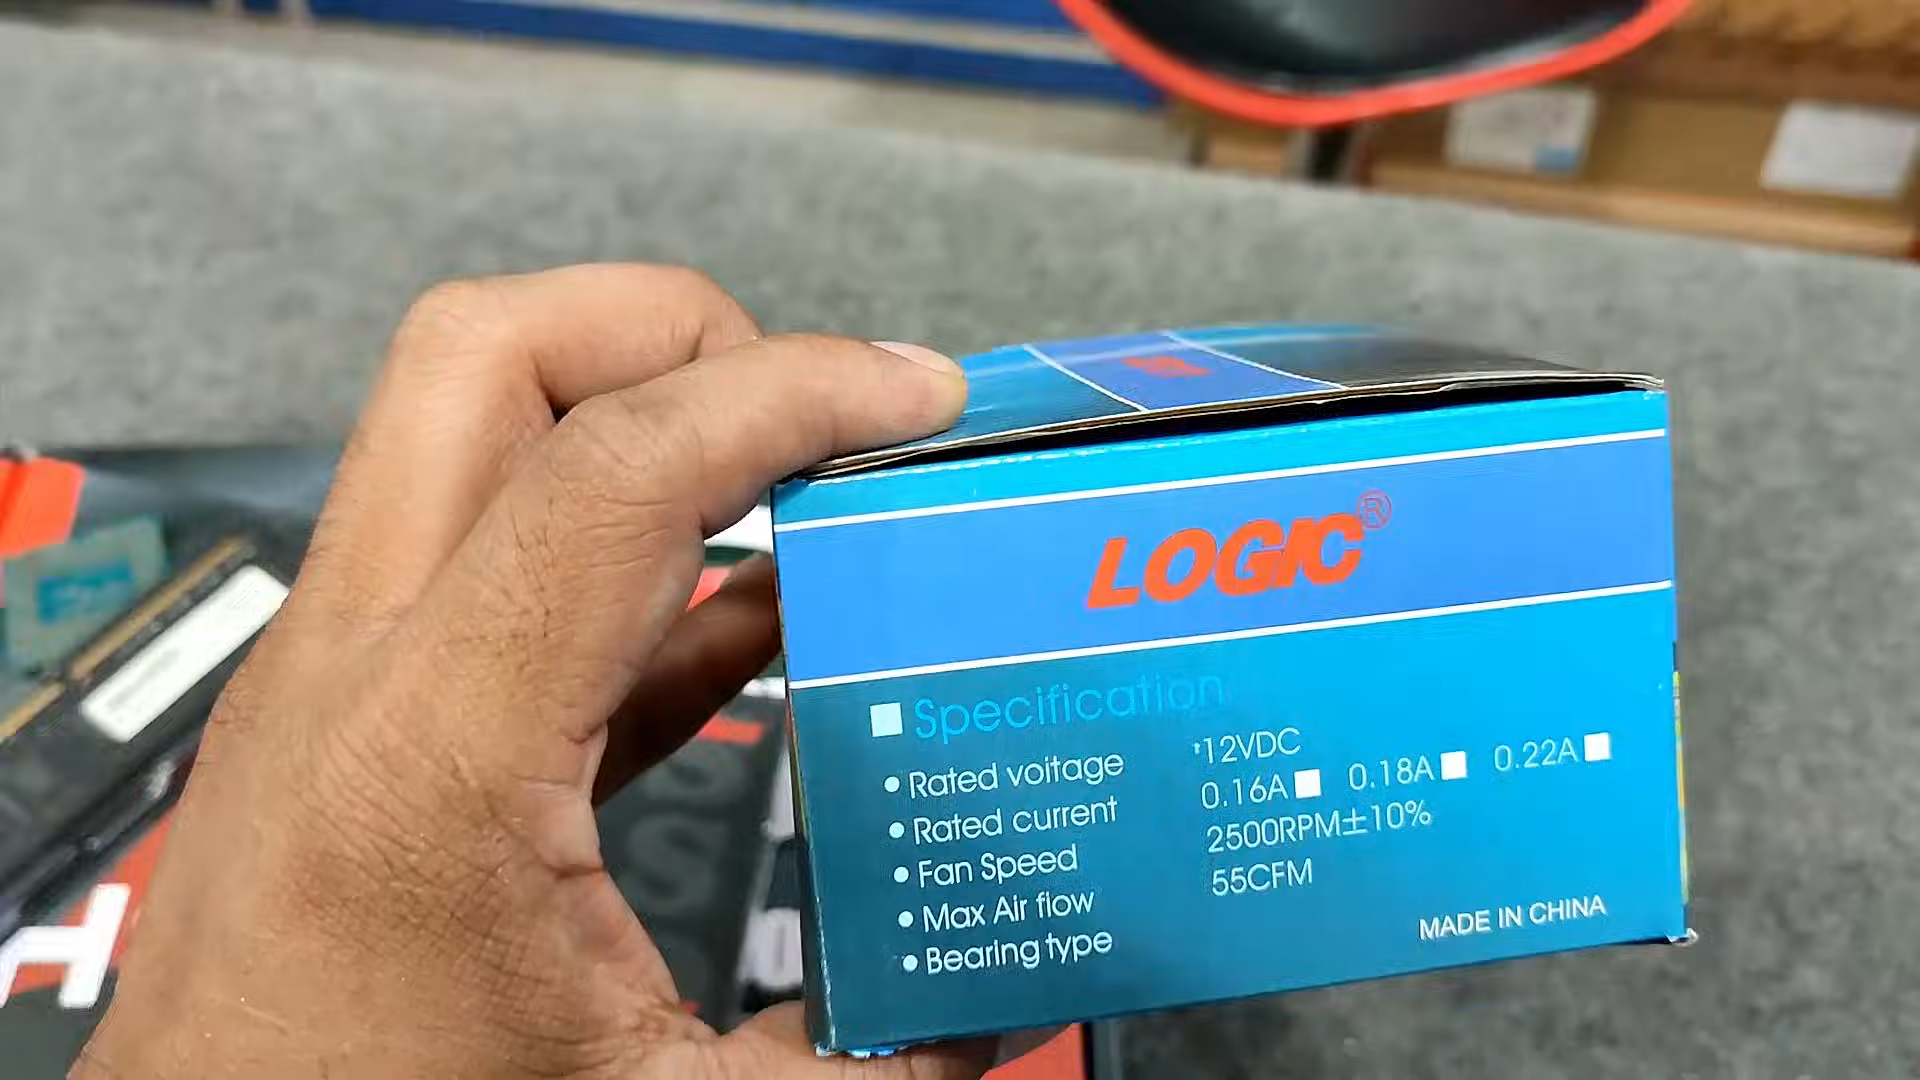 LOGIC®
Specification
• Rated voitage 12VDC
• Rated current 0.16A 0.18A 0.22A
• Fan Speed 2500RPM±10%
• Max Air flow 55CFM
• Bearing type
MADE IN CHINA
H